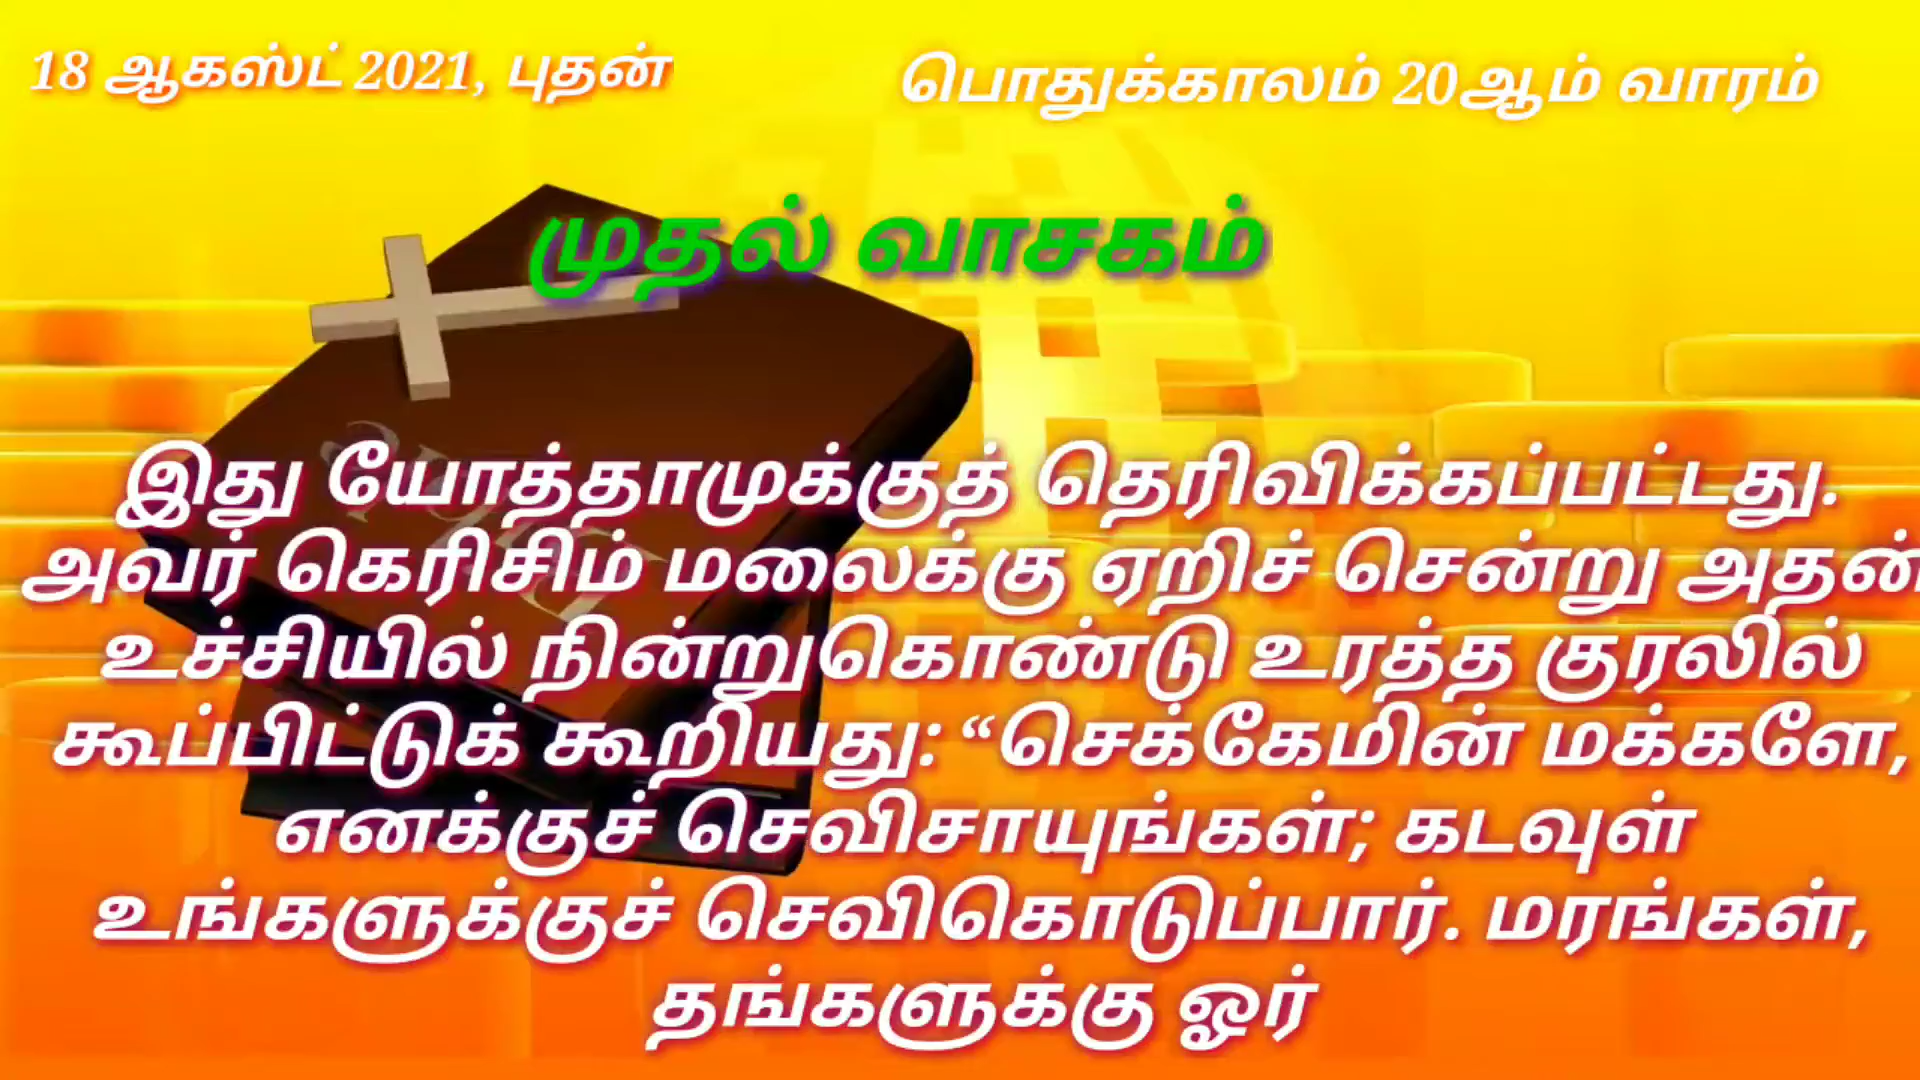 18 ஆகஸ்ட் 2021, புதன்
பொதுக்காலம் 20ஆம் வாரம்
முதல் வாசகம்
இது யோத்தாமுக்குத் தெரிவிக்கப்பட்டது.
அவர் கெரிசிம் மலைக்கு ஏறிச் சென்று அதன்
உச்சியில் நின்றுகொண்டு உரத்த குரலில்
கூப்பிட்டுக் கூறியது: “செக்கேமின் மக்களே,
எனக்குச் செவிசாயுங்கள்; கடவுள்
உங்களுக்குச் செவிகொடுப்பார். மரங்கள்,
தங்களுக்கு ஓர்